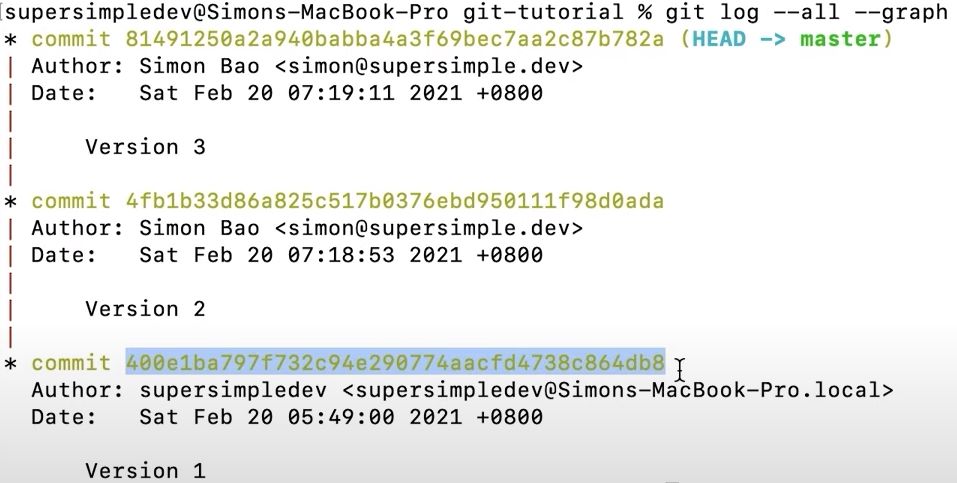 [supersimpledev@Simons-MacBook-Pro git-tutorial % git log --all --graph
* commit 81491250a2a940babba4a3f69bec7aa2c87b782a (HEAD -> master)
| Author: Simon Bao <simon@supersimple.dev>
| Date:   Sat Feb 20 07:19:11 2021 +0800
|
|     Version 3
|
* commit 4fb1b33d86a825c517b0376ebd950111f98d0ada
| Author: Simon Bao <simon@supersimple.dev>
| Date:   Sat Feb 20 07:18:53 2021 +0800
|
|     Version 2
|
* commit 400e1ba797f732c94e290774aacfd4738c864db8
  Author: supersimpledev <supersimpledev@Simons-MacBook-Pro.local>
  Date:   Sat Feb 20 05:49:00 2021 +0800

      Version 1